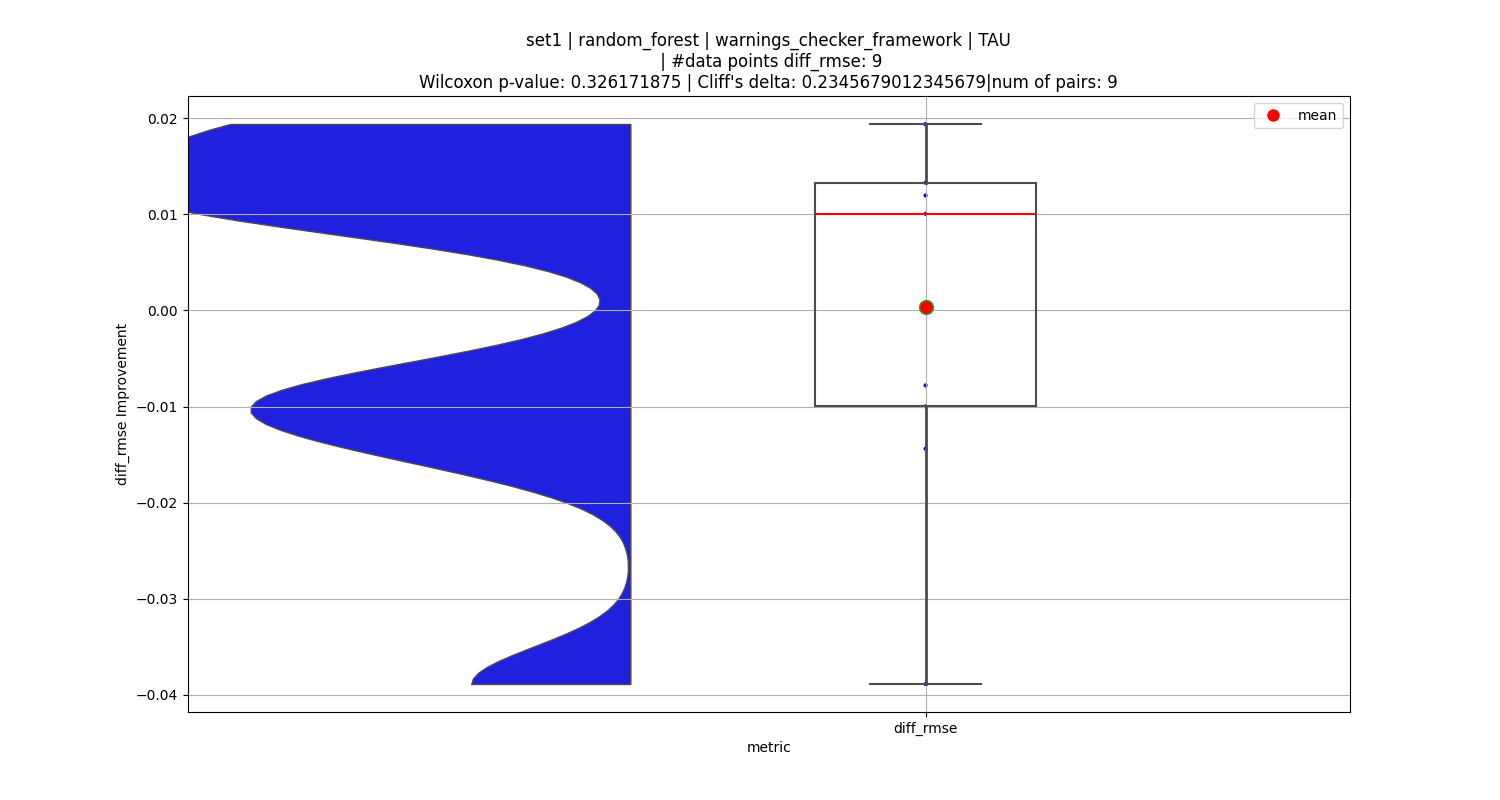 set1 | random_forest | warnings_checker_framework | TAU
| #data points diff_rmse: 9
Wilcoxon p-value: 0.326171875 | Cliff's delta: 0.2345679012345679|num of pairs: 9
mean
0.02
0.01
0.00
−0.01
−0.02
−0.03
−0.04
diff_rmse Improvement
diff_rmse
metric